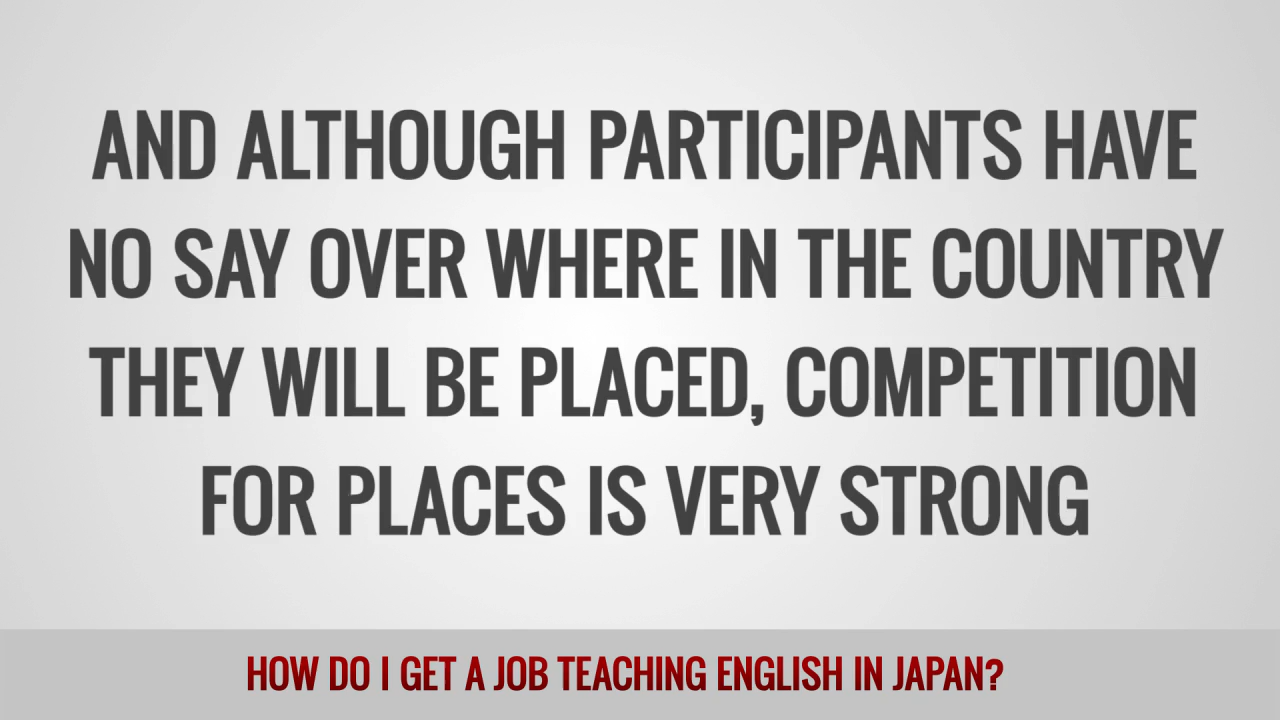 AND ALTHOUGH PARTICIPANTS HAVE
NO SAY OVER WHERE IN THE COUNTRY
THEY WILL BE PLACED, COMPETITION
FOR PLACES IS VERY STRONG
HOW DO I GET A JOB TEACHING ENGLISH IN JAPAN?